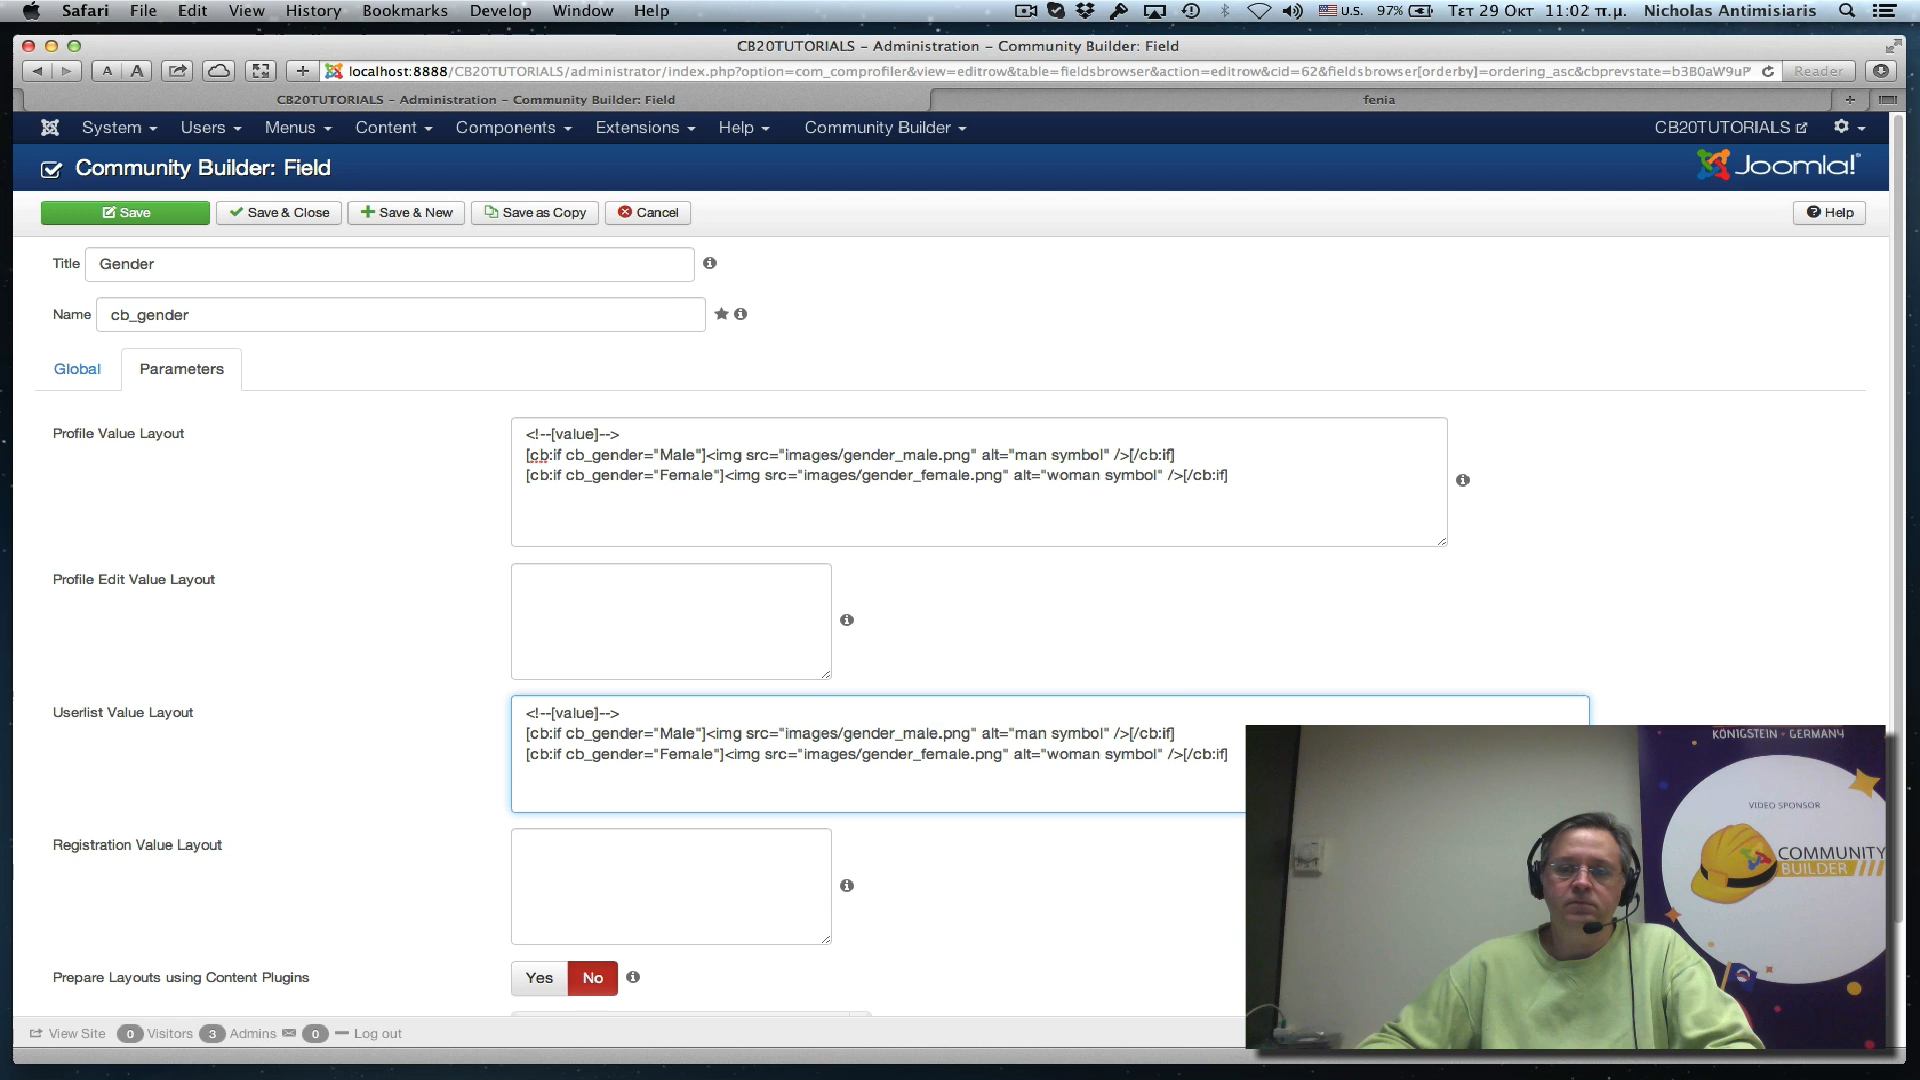 Safari File Edit View History Bookmarks Develop Window Help U.S. 97% Τετ 29 Οκτ 11:02 π.μ. Nicholas Antimisiaris
CB20TUTORIALS – Administration – Community Builder: Field
A A localhost:8888/CB20TUTORIALS/administrator/index.php?option=com_comprofiler&view=editrow&table=fieldsbrowser&action=editrow&cid=62&fieldsbrowser[orderby]=ordering_asc&cbprevstate=b3B0aW9uP Reader
CB20TUTORIALS – Administration – Community Builder: Field fenia
System Users Menus Content Components Extensions Help Community Builder CB20TUTORIALS
Community Builder: Field Joomla!
Save Save & Close Save & New Save as Copy Cancel Help
Title Gender
Name cb_gender
Global Parameters
Profile Value Layout
<!--[value]-->
[cb:if cb_gender="Male"]<img src="images/gender_male.png" alt="man symbol" />[/cb:if]
[cb:if cb_gender="Female"]<img src="images/gender_female.png" alt="woman symbol" />[/cb:if]
Profile Edit Value Layout
Userlist Value Layout
<!--[value]-->
[cb:if cb_gender="Male"]<img src="images/gender_male.png" alt="man symbol" />[/cb:if]
[cb:if cb_gender="Female"]<img src="images/gender_female.png" alt="woman symbol" />[/cb:if]
KÖNIGSTEIN • GERMANY
VIDEO SPONSOR
COMMUNITY
BUILDER
Registration Value Layout
Prepare Layouts using Content Plugins Yes No
View Site 0 Visitors 3 Admins 0 Log out